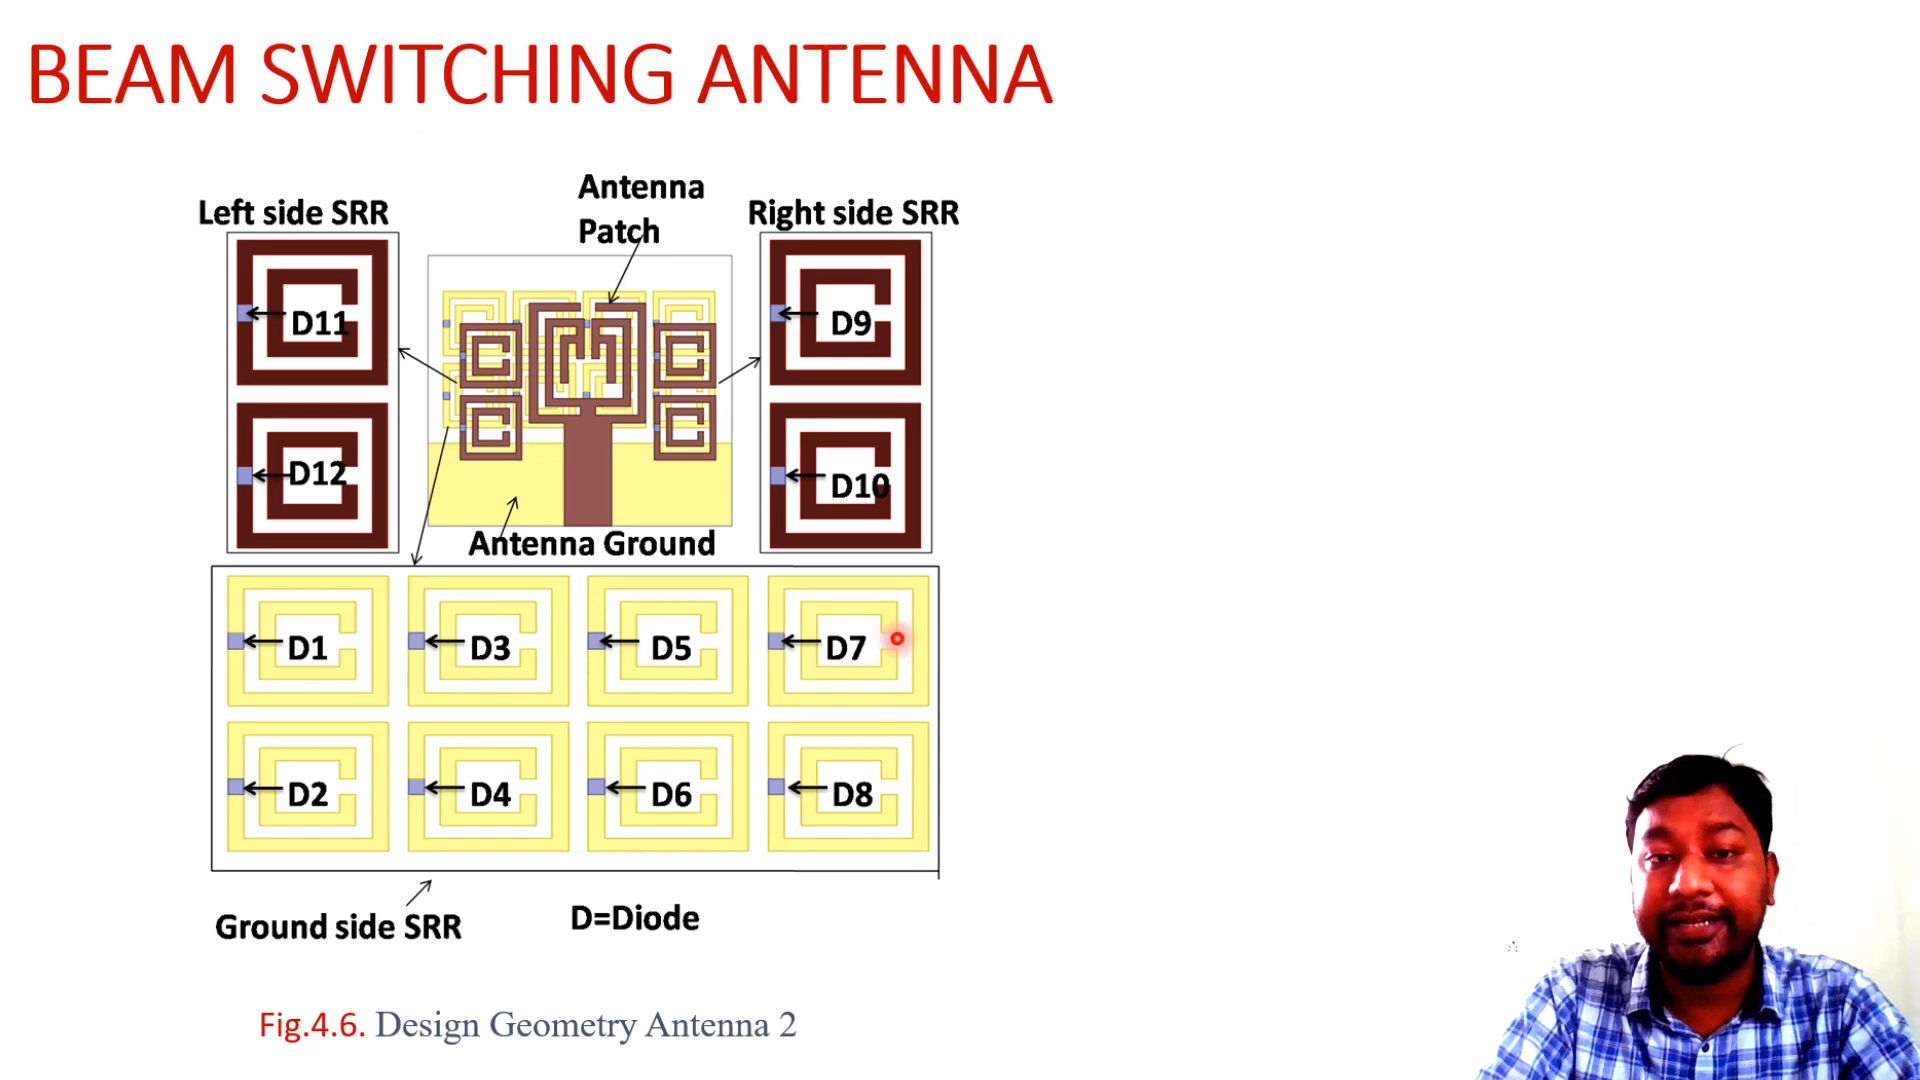 BEAM SWITCHING ANTENNA
Antenna
Patch
Left side SRR
Right side SRR
D11
D9
D12
D10
Antenna Ground
D1
D3
D5
D7
D2
D4
D6
D8
Ground side SRR
D=Diode
Fig.4.6. Design Geometry Antenna 2